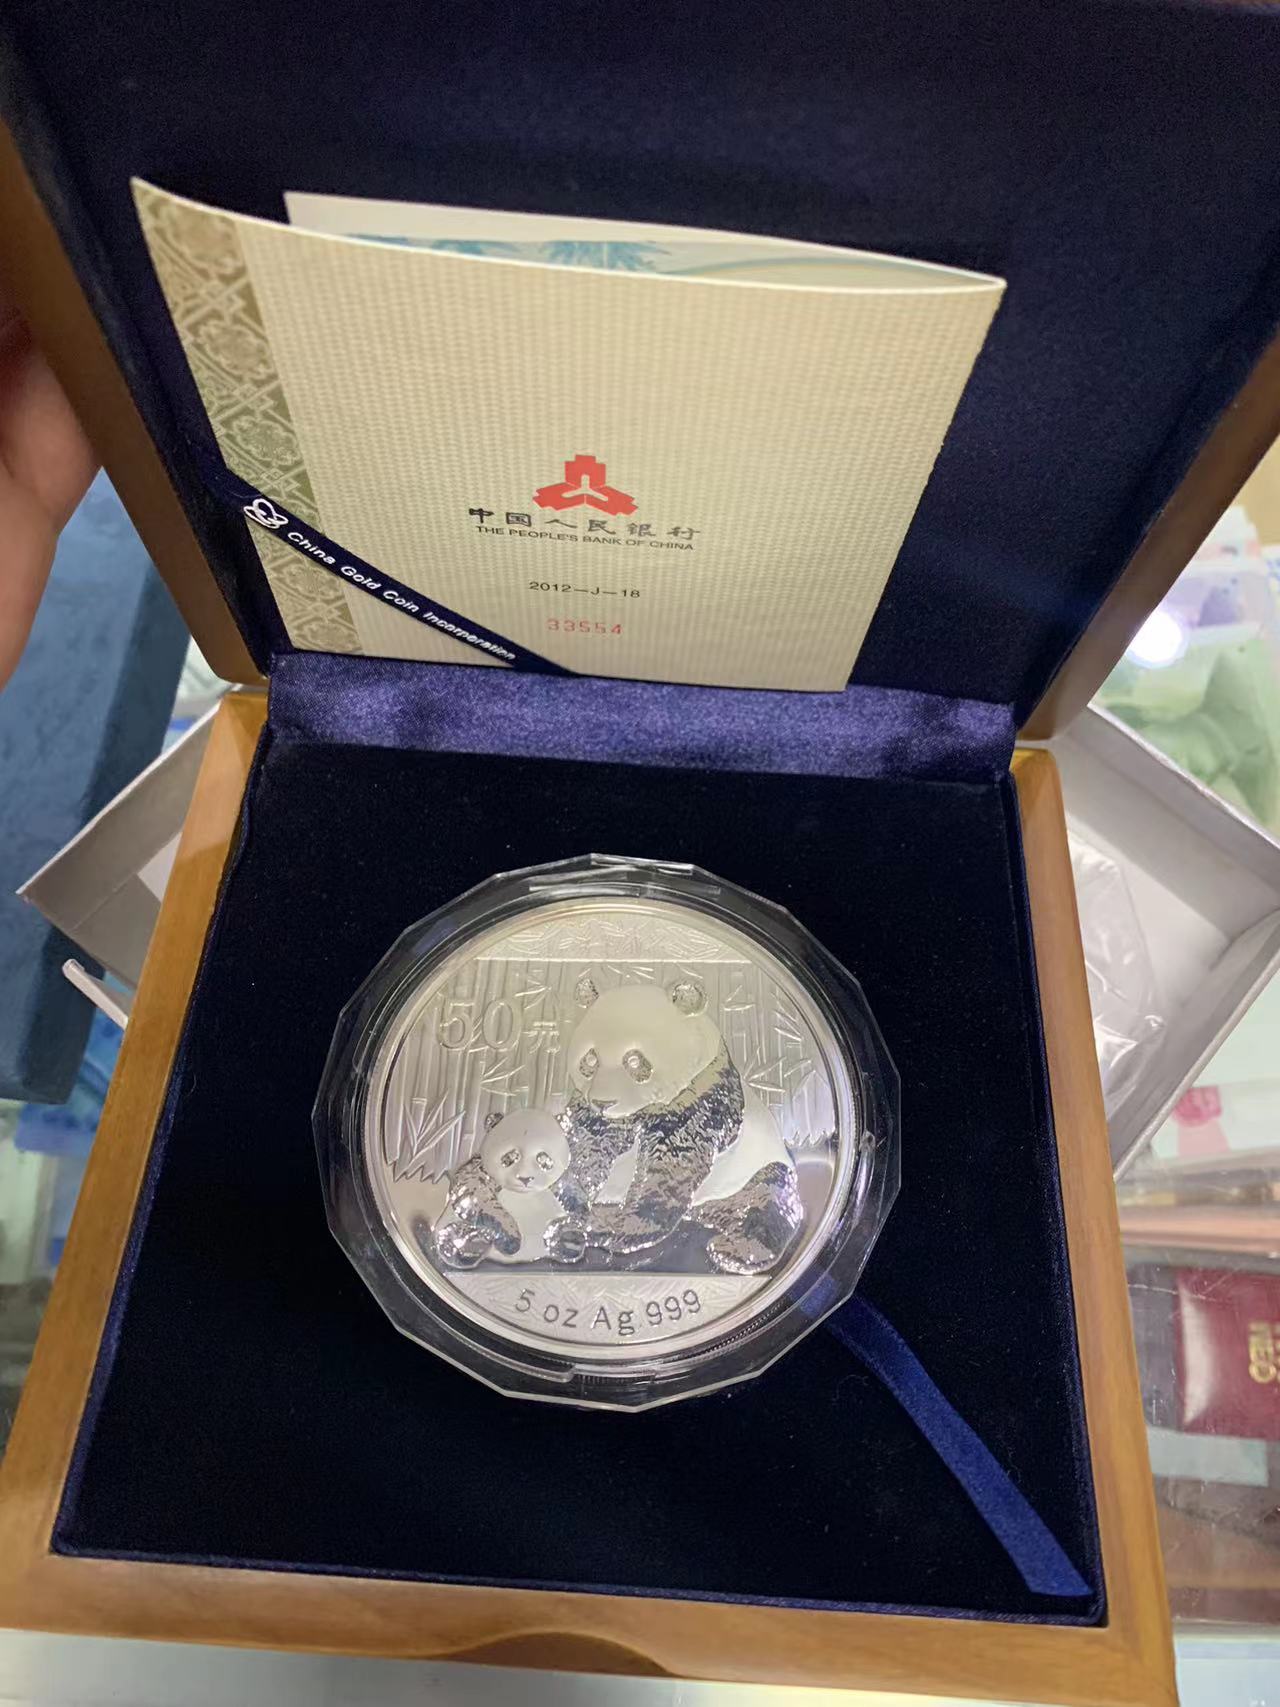 中国人民银行
THE PEOPLE'S BANK OF CHINA
2012-J-18
33554
China Gold Coin Incorporation
50元
5 oz Ag 999